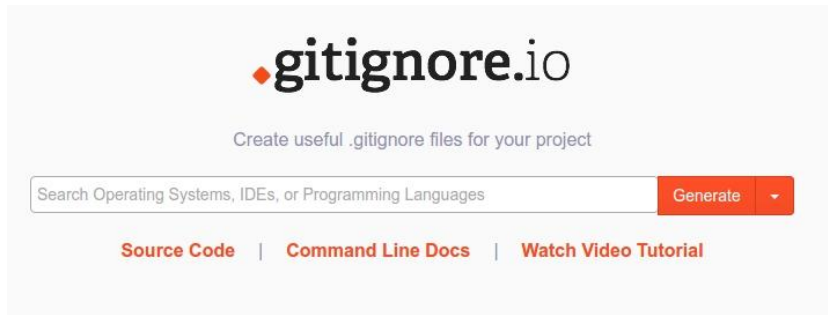 .gitignore.io
Create useful .gitignore files for your project
Search Operating Systems, IDEs, or Programming Languages
Generate
Source Code | Command Line Docs | Watch Video Tutorial